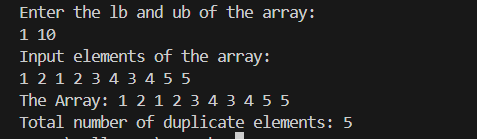 Enter the lb and ub of the array:
1 10
Input elements of the array:
1 2 1 2 3 4 3 4 5 5
The Array: 1 2 1 2 3 4 3 4 5 5
Total number of duplicate elements: 5